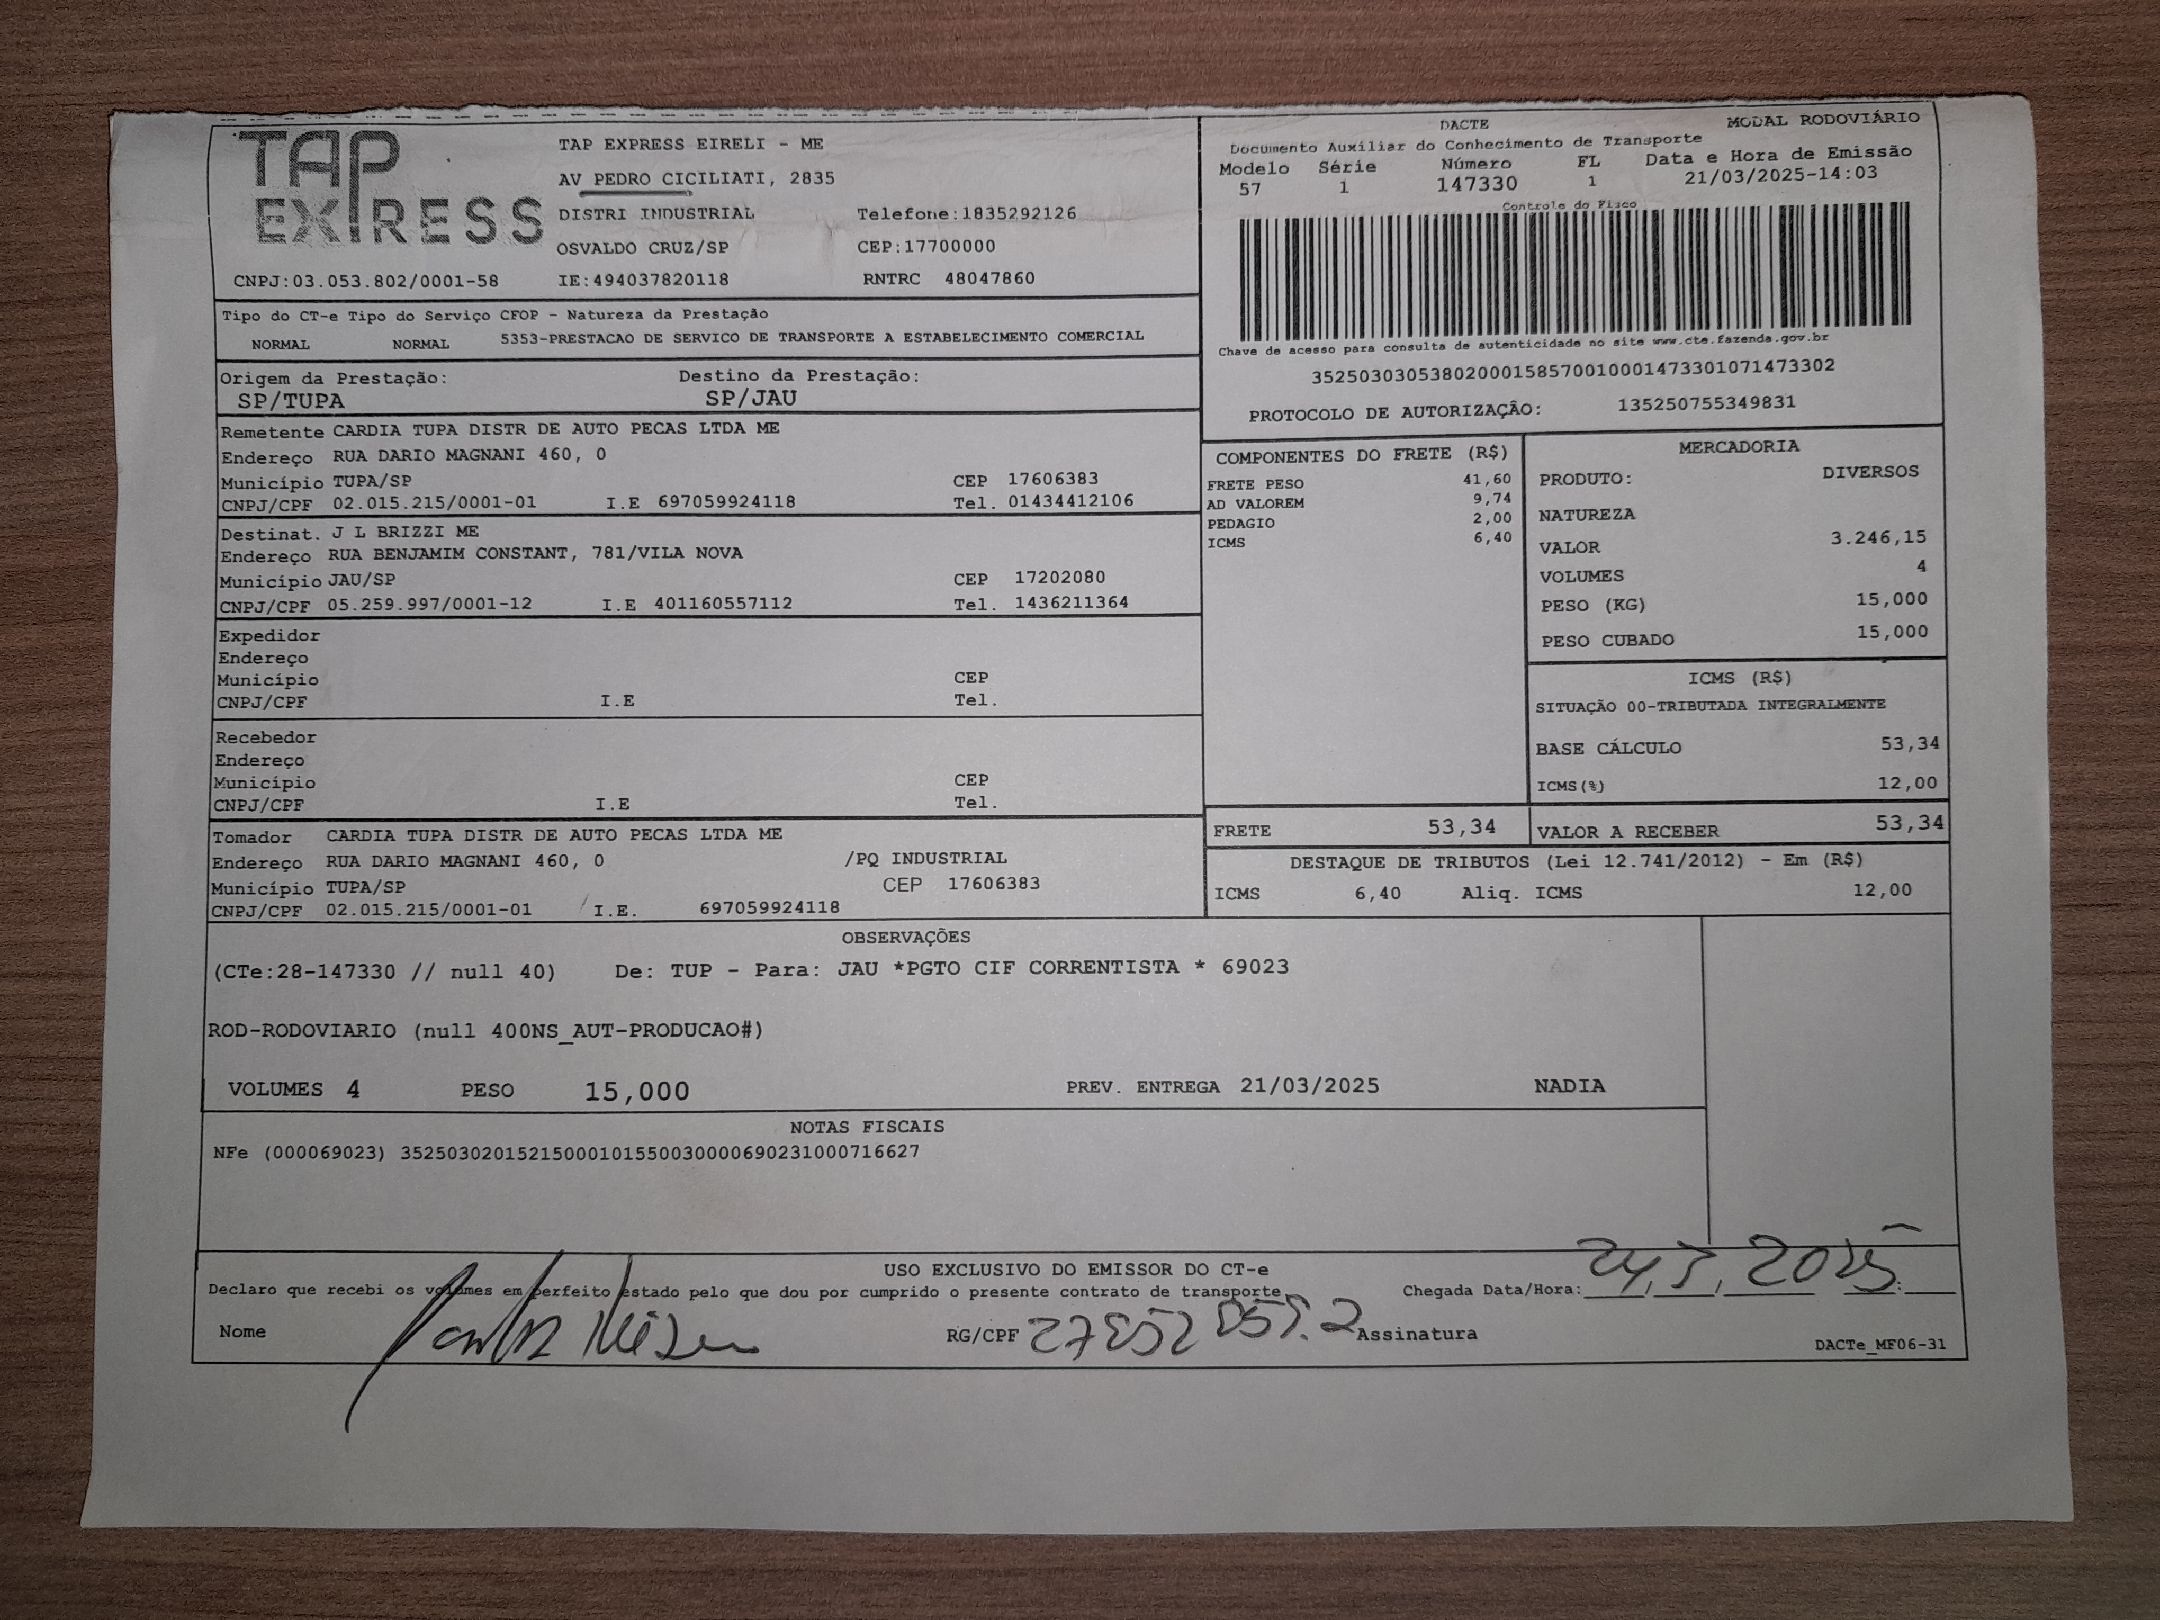 TAP EXPRESS
TAP EXPRESS EIRELI - ME
AV PEDRO CICILIATI, 2835
DISTRI INDUSTRIAL Telefone:1835292126
OSVALDO CRUZ/SP CEP:17700000
CNPJ:03.053.802/0001-58 IE:494037820118 RNTRC 48047860
DACTE MODAL RODOVIÁRIO
Documento Auxiliar do Conhecimento de Transporte
Modelo Série Número FL Data e Hora de Emissão
57 1 147330 1 21/03/2025-14:03
Controle do Fisco
Chave de acesso para consulta de autenticidade no site www.cte.fazenda.gov.br
35250303053802000158570010001473301071473302
PROTOCOLO DE AUTORIZAÇÃO: 135250755349831
Tipo do CT-e Tipo do Serviço CFOP - Natureza da Prestação
NORMAL NORMAL 5353-PRESTACAO DE SERVICO DE TRANSPORTE A ESTABELECIMENTO COMERCIAL
Origem da Prestação: Destino da Prestação:
SP/TUPA SP/JAU
Remetente CARDIA TUPA DISTR DE AUTO PECAS LTDA ME
Endereço RUA DARIO MAGNANI 460, 0
Município TUPA/SP CEP 17606383
CNPJ/CPF 02.015.215/0001-01 I.E 697059924118 Tel. 01434412106
Destinat. J L BRIZZI ME
Endereço RUA BENJAMIM CONSTANT, 781/VILA NOVA
Município JAU/SP CEP 17202080
CNPJ/CPF 05.259.997/0001-12 I.E 401160557112 Tel. 1436211364
Expedidor
Endereço
Município CEP
CNPJ/CPF I.E Tel.
Recebedor
Endereço
Município CEP
CNPJ/CPF I.E Tel.
Tomador CARDIA TUPA DISTR DE AUTO PECAS LTDA ME
Endereço RUA DARIO MAGNANI 460, 0 /PQ INDUSTRIAL
Município TUPA/SP CEP 17606383
CNPJ/CPF 02.015.215/0001-01 I.E. 697059924118
COMPONENTES DO FRETE (R$)
FRETE PESO 41,60
AD VALOREM 9,74
PEDAGIO 2,00
ICMS 6,40
MERCADORIA
PRODUTO: DIVERSOS
NATUREZA
VALOR 3.246,15
VOLUMES 4
PESO (KG) 15,000
PESO CUBADO 15,000
ICMS (R$)
SITUAÇÃO 00-TRIBUTADA INTEGRALMENTE
BASE CÁLCULO 53,34
ICMS(%) 12,00
FRETE 53,34 VALOR A RECEBER 53,34
DESTAQUE DE TRIBUTOS (Lei 12.741/2012) - Em (R$)
ICMS 6,40 Aliq. ICMS 12,00
OBSERVAÇÕES
(CTe:28-147330 // null 40) De: TUP - Para: JAU *PGTO CIF CORRENTISTA * 69023
ROD-RODOVIARIO (null 400NS_AUT-PRODUCAO#)
VOLUMES 4 PESO 15,000 PREV. ENTREGA 21/03/2025 NADIA
NOTAS FISCAIS
NFe (000069023) 35250302015215000101550030000690231000716627
USO EXCLUSIVO DO EMISSOR DO CT-e
Declaro que recebi os volumes em perfeito estado pelo que dou por cumprido o presente contrato de transporte Chegada Data/Hora: 24, 3, 2025 :
Nome RG/CPF Assinatura
DACTe_MF06-31